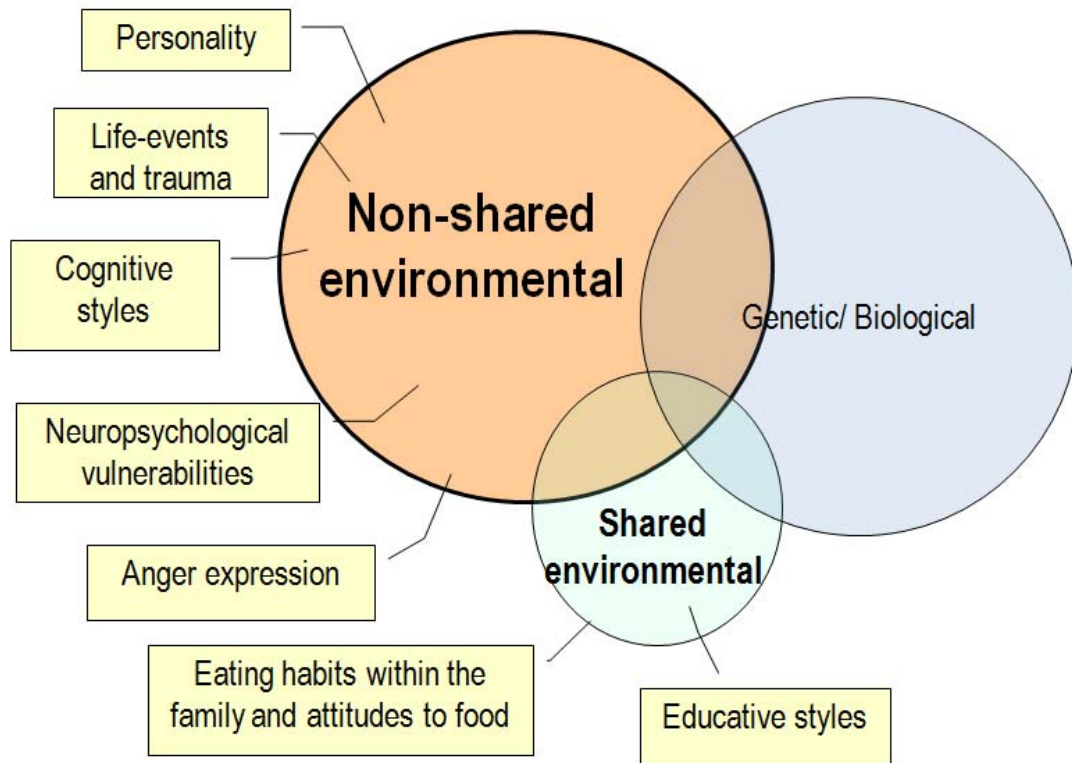 Personality
Life-events
and trauma
Non-shared
environmental
Cognitive
styles
Genetic/ Biological
Neuropsychological
vulnerabilities
Shared
environmental
Anger expression
Eating habits within the
family and attitudes to food
Educative styles